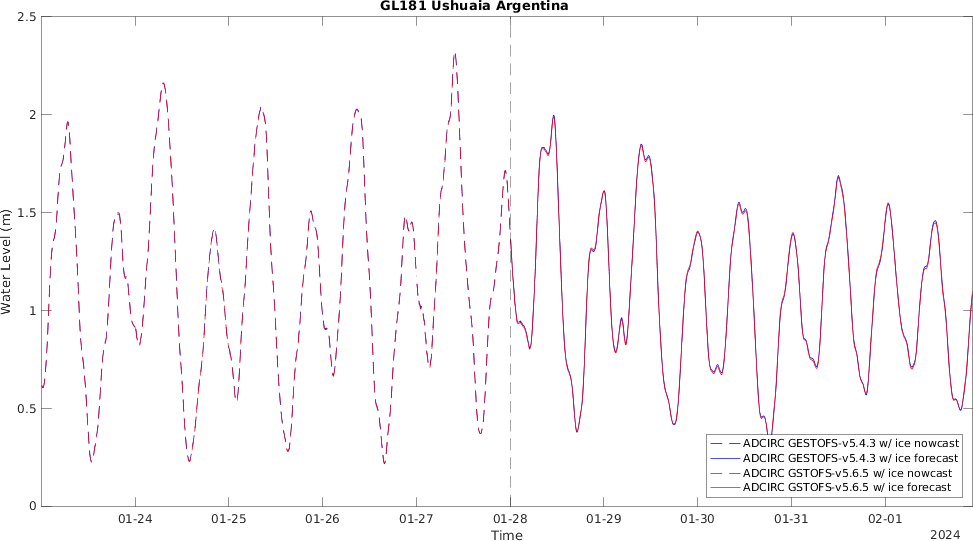 GL181 Ushuaia Argentina
2.5
2
1.5
1
0.5
0
Water Level (m)
01-24
01-25
01-26
01-27
01-28
01-29
01-30
01-31
02-01
Time
2024
ADCIRC GESTOFS-v5.4.3 w/ ice nowcast
ADCIRC GESTOFS-v5.4.3 w/ ice forecast
ADCIRC GSTOFS-v5.6.5 w/ ice nowcast
ADCIRC GSTOFS-v5.6.5 w/ ice forecast